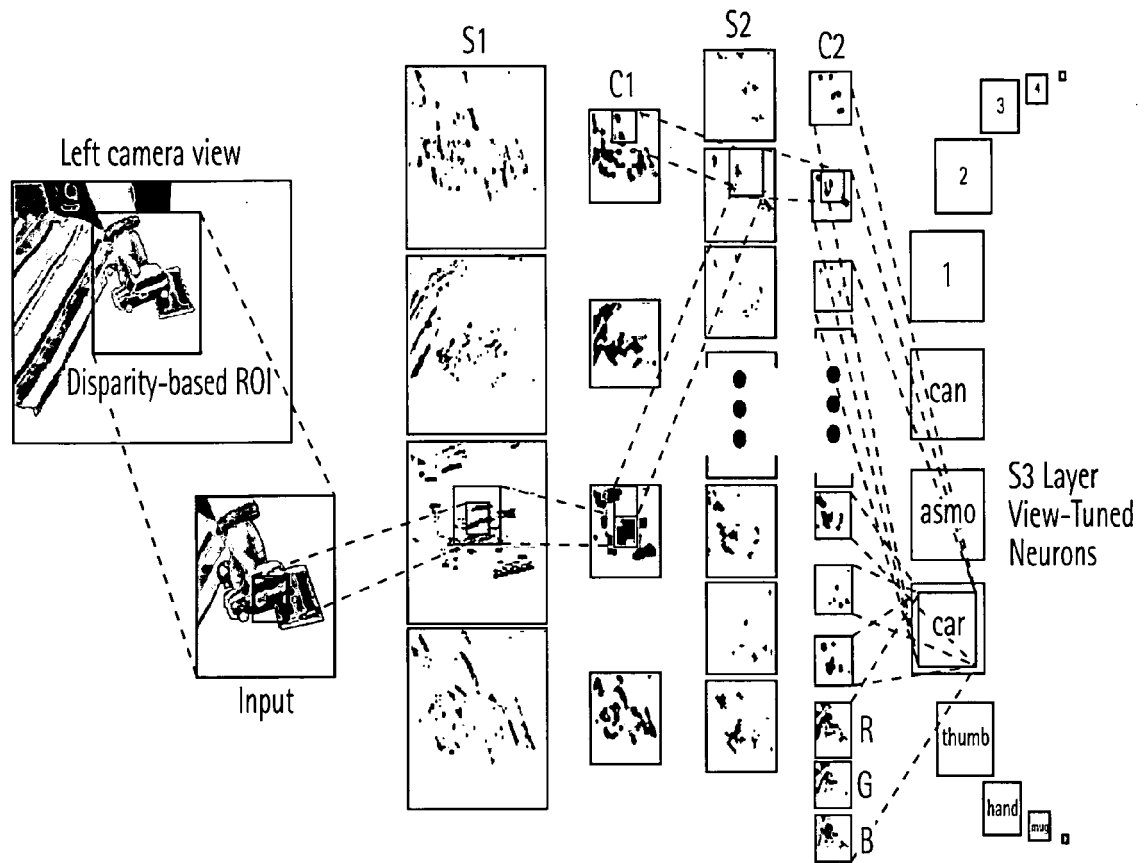 S1
C1
S2
C2
Left camera view
Disparity-based ROI
Input
4
3
2
1
can
asmo
car
thumb
hand
mug
S3 Layer
View-Tuned
Neurons
R
G
B